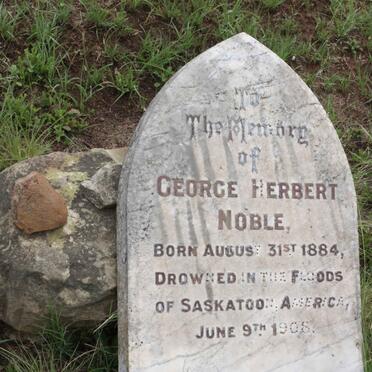 To
The Memory
of
GEORGE HERBERT
NOBLE,
BORN AUGUST 31ST 1884,
DROWNED IN THE FLOODS
OF SASKATOON, AMERICA,
JUNE 9TH 1908.